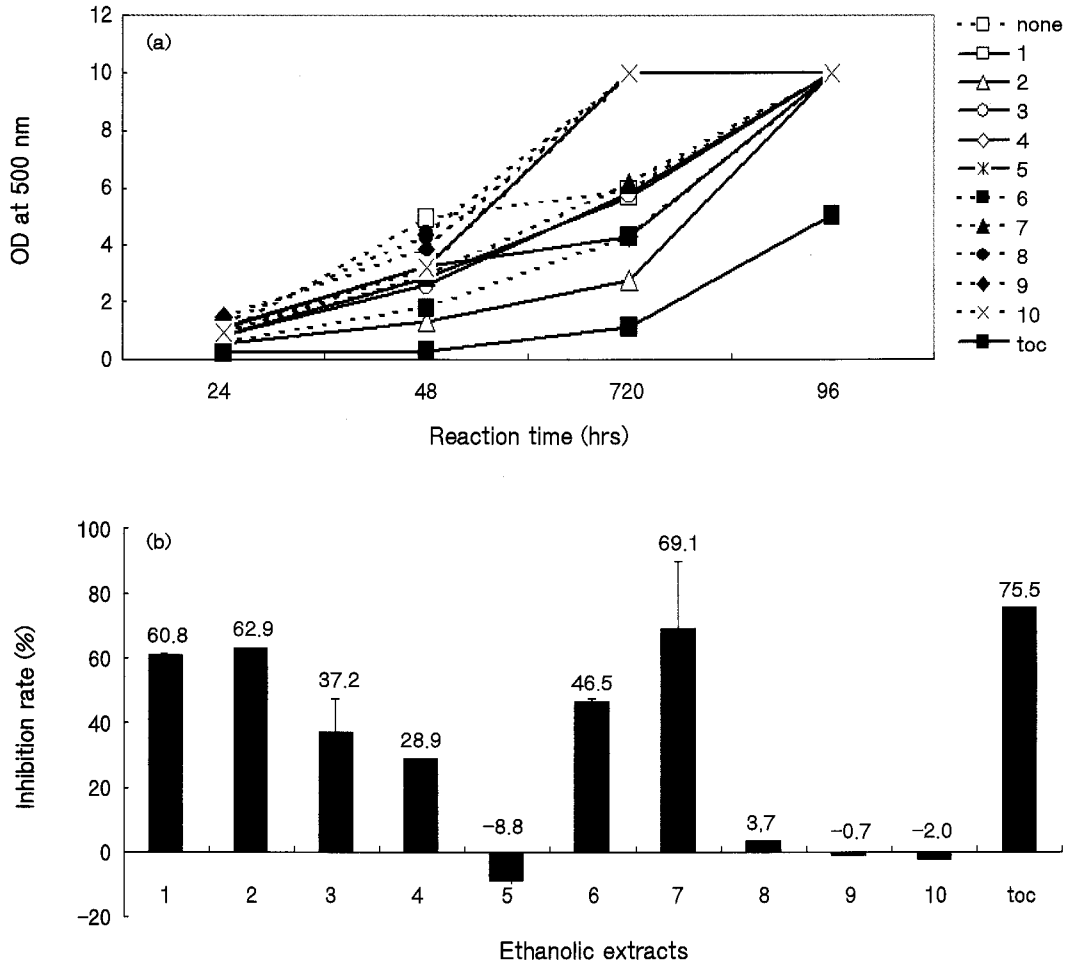 (a)
12
10
8
6
4
2
0
OD at 500 nm
24 48 720 96
Reaction time (hrs)
none
1
2
3
4
5
6
7
8
9
10
toc
(b)
100
80
60
40
20
0
-20
Inhibition rate (%)
60.8 62.9 37.2 28.9 -8.8 46.5 69.1 3.7 -0.7 -2.0 75.5
1 2 3 4 5 6 7 8 9 10 toc
Ethanolic extracts